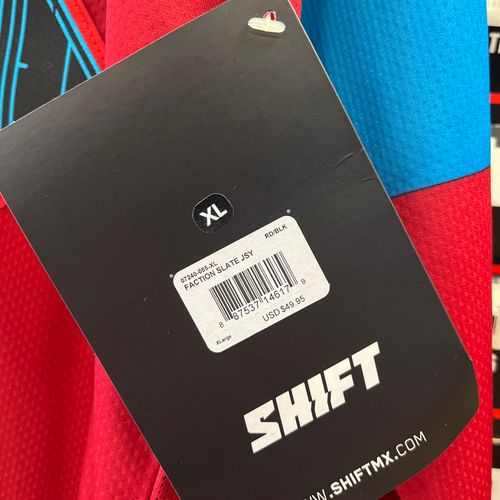 XL
07240-055-XL
RD/BLK
FACTION SLATE JSY
8 87537 14617 9
XLarge
USD $49.95
SHIFT
WWW.SHIFTMX.COM